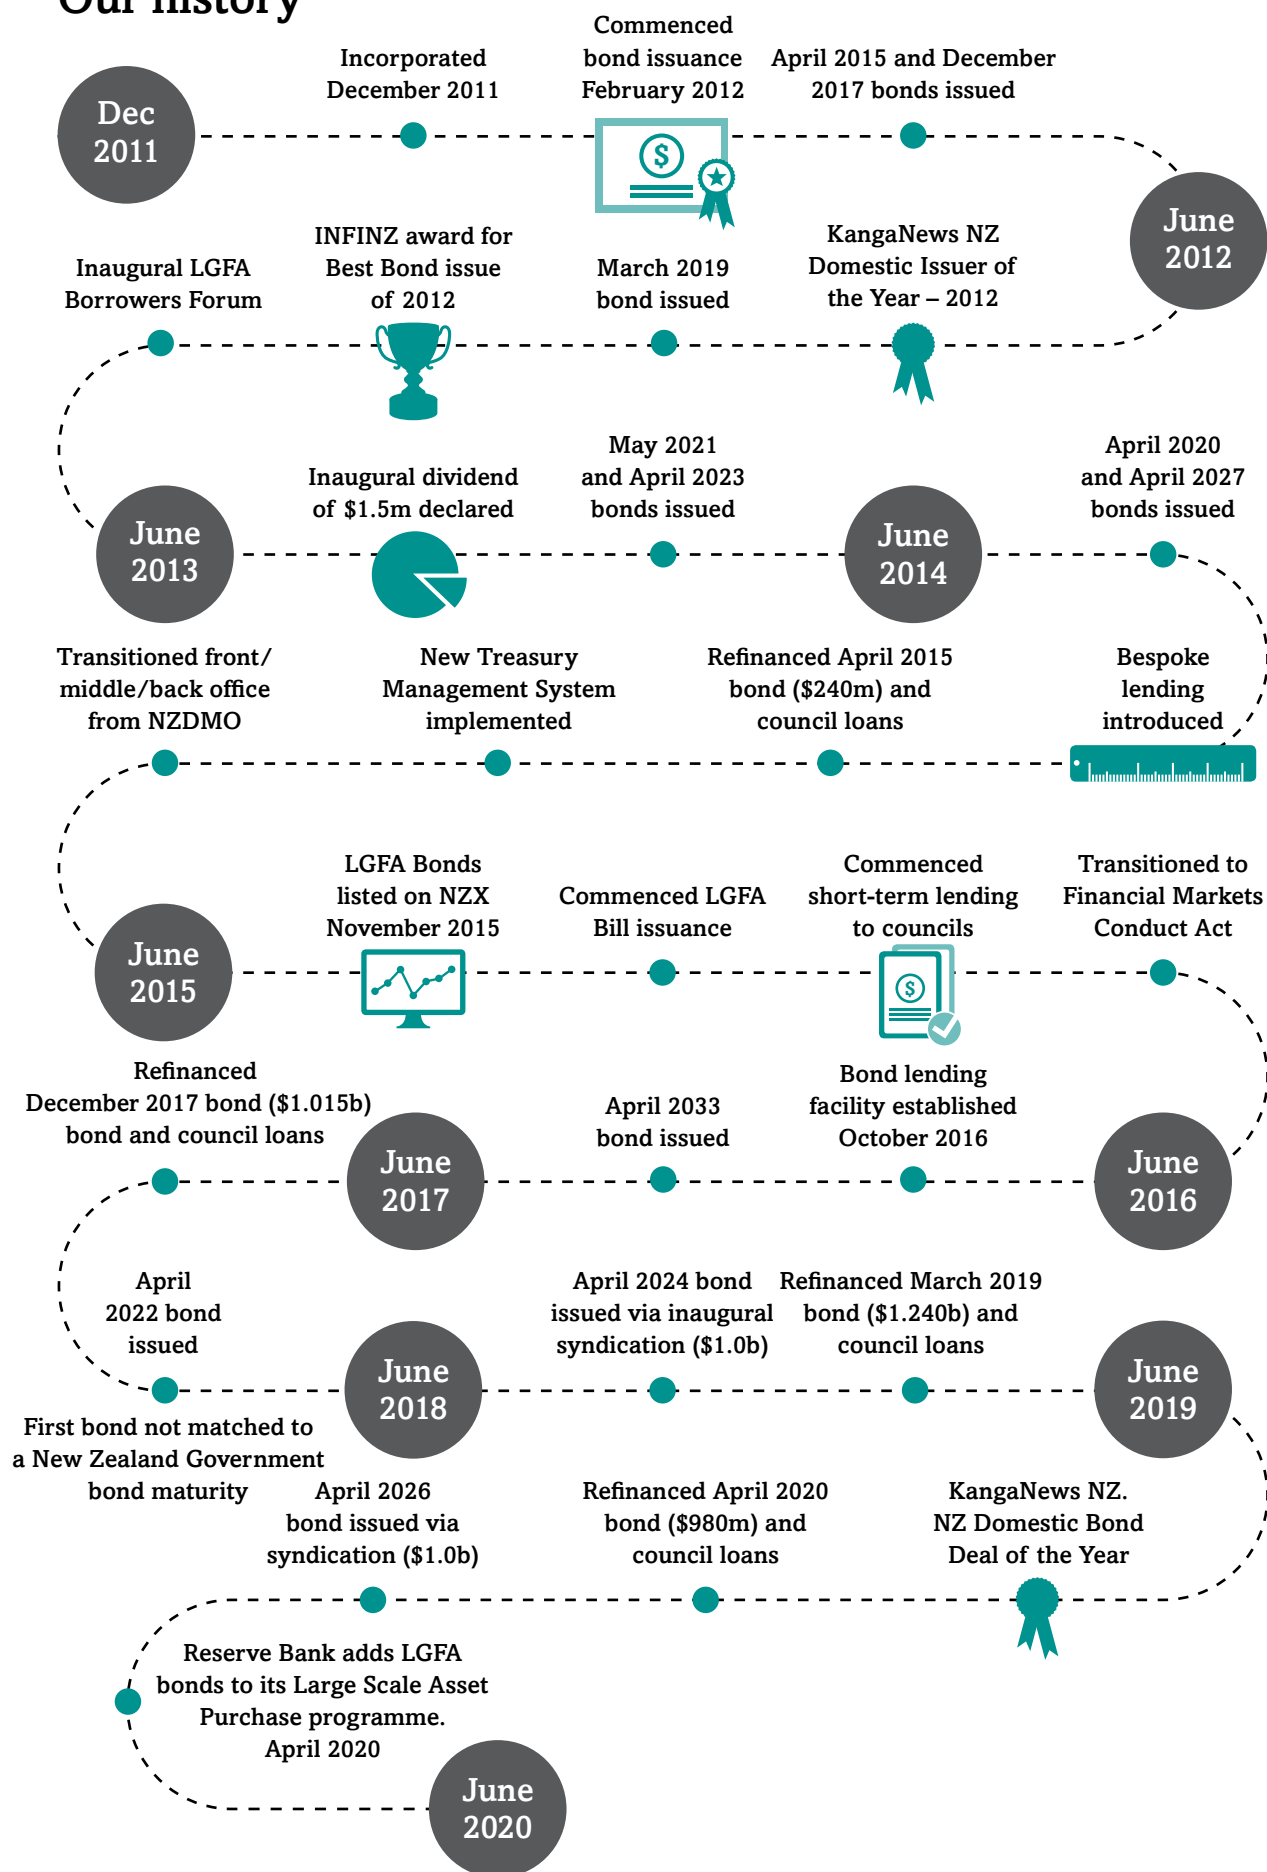 Our history
Dec
2011
Incorporated
December 2011
Commenced
bond issuance
February 2012
$
April 2015 and December
2017 bonds issued
June
2012
KangaNews NZ
Domestic Issuer of
the Year – 2012
March 2019
bond issued
INFINZ award for
Best Bond issue
of 2012
Inaugural LGFA
Borrowers Forum
June
2013
Inaugural dividend
of $1.5m declared
May 2021
and April 2023
bonds issued
June
2014
April 2020
and April 2027
bonds issued
Bespoke
lending
introduced
Refinanced April 2015
bond ($240m) and
council loans
New Treasury
Management System
implemented
Transitioned front/
middle/back office
from NZDMO
June
2015
LGFA Bonds
listed on NZX
November 2015
Commenced LGFA
Bill issuance
Commenced
short-term lending
to councils
$
Transitioned to
Financial Markets
Conduct Act
June
2016
Bond lending
facility established
October 2016
April 2033
bond issued
June
2017
Refinanced
December 2017 bond ($1.015b)
bond and council loans
April
2022 bond
issued
First bond not matched to
a New Zealand Government
bond maturity
June
2018
April 2024 bond
issued via inaugural
syndication ($1.0b)
Refinanced March 2019
bond ($1.240b) and
council loans
June
2019
KangaNews NZ.
NZ Domestic Bond
Deal of the Year
Refinanced April 2020
bond ($980m) and
council loans
April 2026
bond issued via
syndication ($1.0b)
Reserve Bank adds LGFA
bonds to its Large Scale Asset
Purchase programme.
April 2020
June
2020